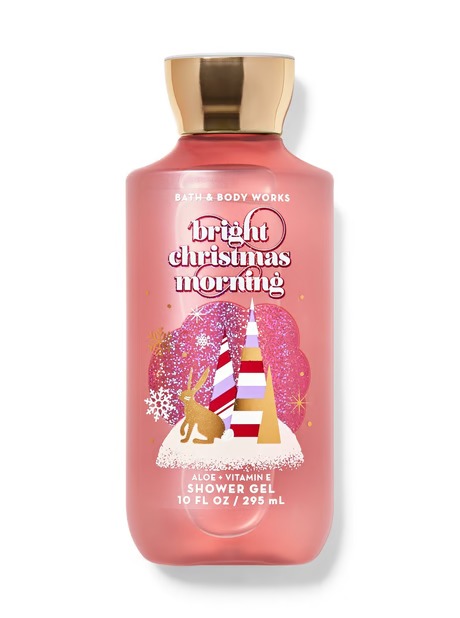 BATH & BODY WORKS
bright
christmas
morning
ALOE + VITAMIN E
SHOWER GEL
10 FL OZ / 295 mL